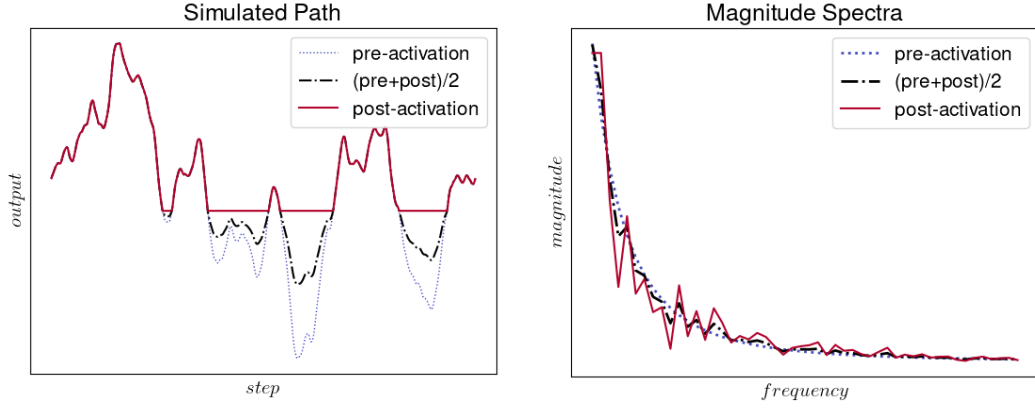 Simulated Path
output
pre-activation
(pre+post)/2
post-activation
step
Magnitude Spectra
magnitude
pre-activation
(pre+post)/2
post-activation
frequency